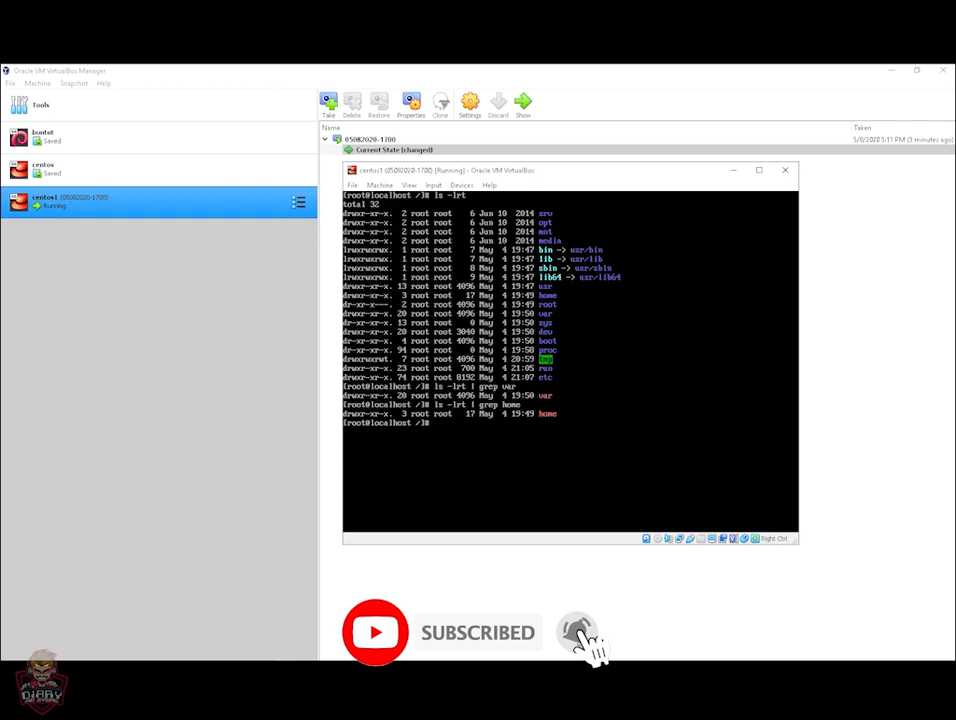 Oracle VM VirtualBox Manager
File Machine Snapshot Help
Tools
Take Delete Restore Properties Clone Settings Discard Show
buntot
Saved
centos
Saved
centos1 (05082020-1700)
Running
Name Taken
05082020-1700 5/8/2020 5:11 PM (3 minutes ago)
Current State (changed)
centos1 (05082020-1700) [Running] - Oracle VM VirtualBox
File Machine View Input Devices Help
[root@localhost /]# ls -lrt
total 32
drwxr-xr-x. 2 root root 6 Jun 10 2014 srv
drwxr-xr-x. 2 root root 6 Jun 10 2014 opt
drwxr-xr-x. 2 root root 6 Jun 10 2014 mnt
drwxr-xr-x. 2 root root 6 Jun 10 2014 media
lrwxrwxrwx. 1 root root 7 May 4 19:47 bin -> usr/bin
lrwxrwxrwx. 1 root root 7 May 4 19:47 lib -> usr/lib
lrwxrwxrwx. 1 root root 8 May 4 19:47 sbin -> usr/sbin
lrwxrwxrwx. 1 root root 9 May 4 19:47 lib64 -> usr/lib64
drwxr-xr-x. 13 root root 4096 May 4 19:47 usr
drwxr-xr-x. 3 root root 17 May 4 19:49 home
dr-xr-x---. 2 root root 4096 May 4 19:49 root
drwxr-xr-x. 20 root root 4096 May 4 19:50 var
dr-xr-xr-x. 13 root root 0 May 4 19:50 sys
drwxr-xr-x. 20 root root 3040 May 4 19:50 dev
dr-xr-xr-x. 4 root root 4096 May 4 19:50 boot
dr-xr-xr-x. 94 root root 0 May 4 19:58 proc
drwxrwxrwt. 7 root root 4096 May 4 20:59 tmp
drwxr-xr-x. 23 root root 700 May 4 21:05 run
drwxr-xr-x. 74 root root 8192 May 4 21:07 etc
[root@localhost /]# ls -lrt | grep var
drwxr-xr-x. 20 root root 4096 May 4 19:50 var
[root@localhost /]# ls -lrt | grep home
drwxr-xr-x. 3 root root 17 May 4 19:49 home
[root@localhost /]#
Right Ctrl
SUBSCRIBED